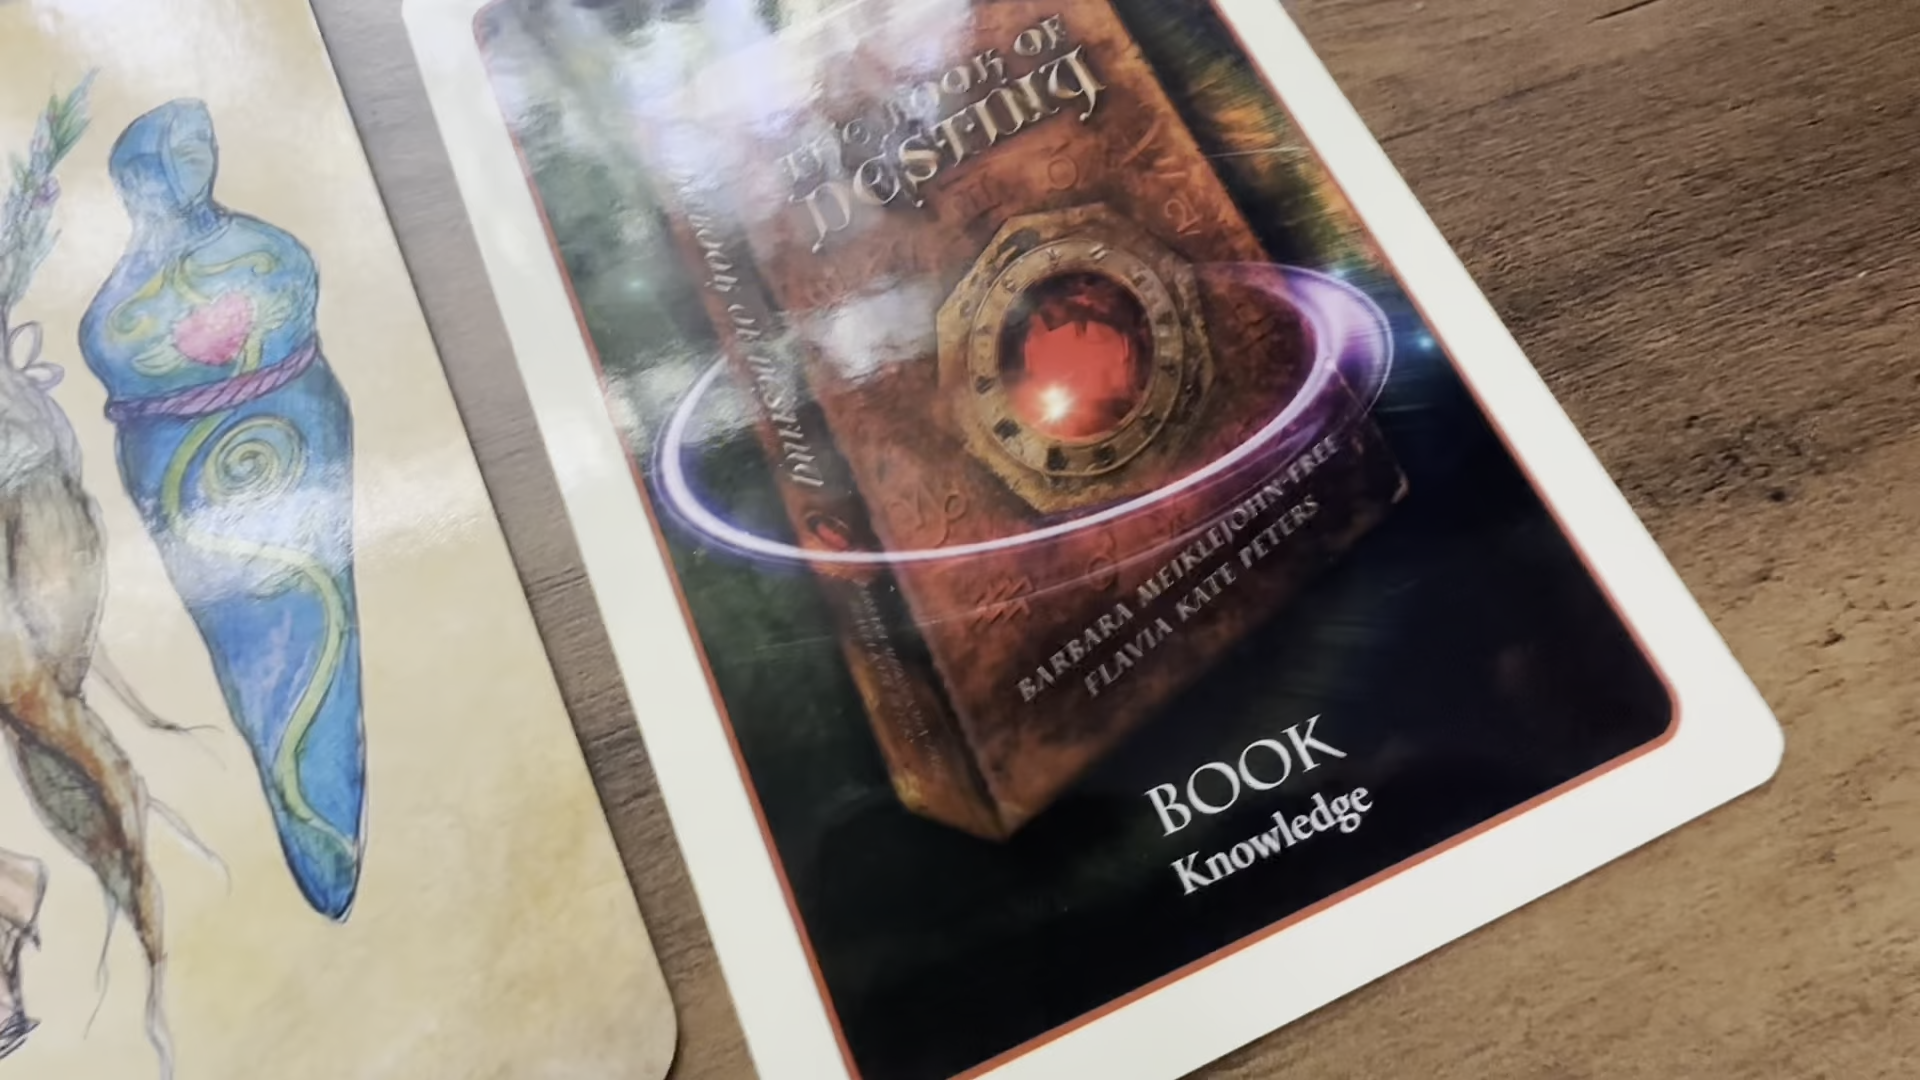 THE BOOK OF
DESTINY
BARBARA MEIKLEJOHN-FREE
FLAVIA KATE PETERS
BOOK
Knowledge